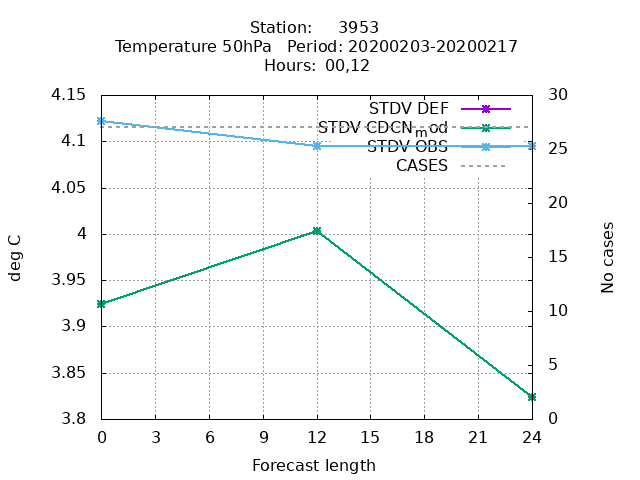 Station: 3953
Temperature 50hPa Period: 20200203-20200217
Hours: 00,12
4.15
4.1
4.05
4
3.95
3.9
3.85
3.8
deg C
30
25
20
15
10
5
0
No cases
STDV DEF
STDV CDCN_mod
STDV OBS
CASES
0 3 6 9 12 15 18 21 24
Forecast length